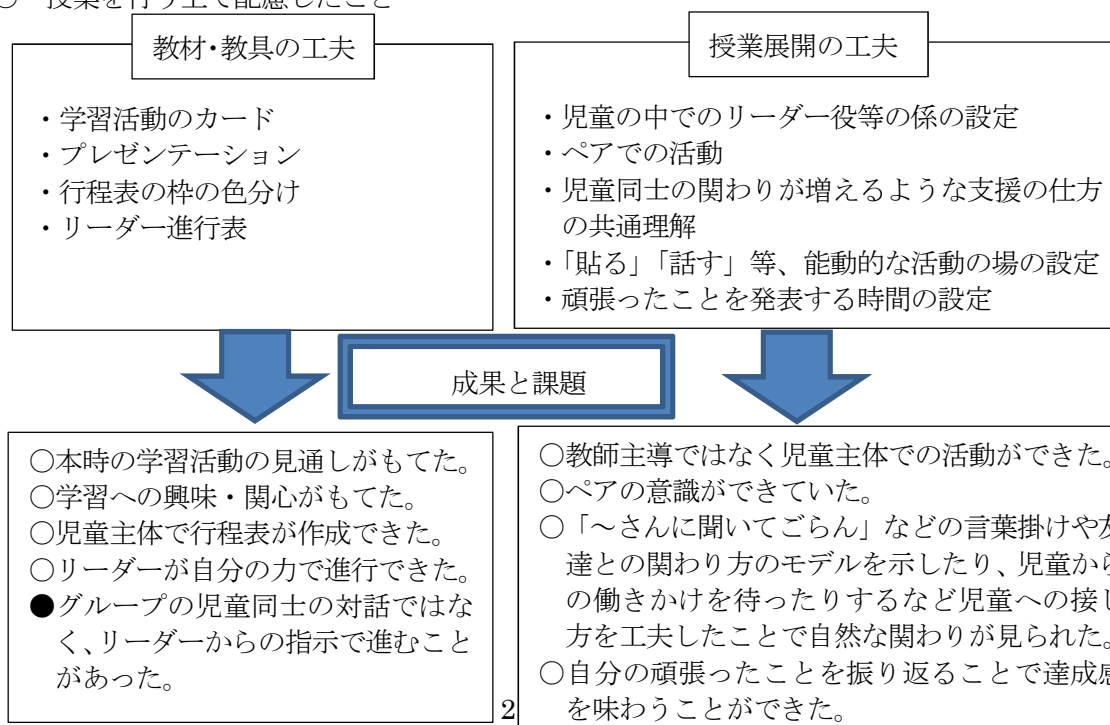 ○ 授業を行う上で配慮したこと
教材・教具の工夫
・学習活動のカード
・プレゼンテーション
・行程表の枠の色分け
・リーダー進行表
授業展開の工夫
・児童の中でのリーダー役等の係の設定
・ペアでの活動
・児童同士の関わりが増えるような支援の仕方
の共通理解
・「貼る」「話す」等、能動的な活動の場の設定
・頑張ったことを発表する時間の設定
成果と課題
○本時の学習活動の見通しがもてた。
○学習への興味・関心がもてた。
○児童主体で行程表が作成できた。
○リーダーが自分の力で進行できた。
●グループの児童同士の対話ではな
く、リーダーからの指示で進むこと
があった。
○教師主導ではなく児童主体での活動ができた。
○ペアの意識ができていた。
○「～さんに聞いてごらん」などの言葉掛けや友
達との関わり方のモデルを示したり、児童から
の働きかけを待ったりするなど児童への接し
方を工夫したことで自然な関わりが見られた。
○自分の頑張ったことを振り返ることで達成感
を味わうことができた。
2